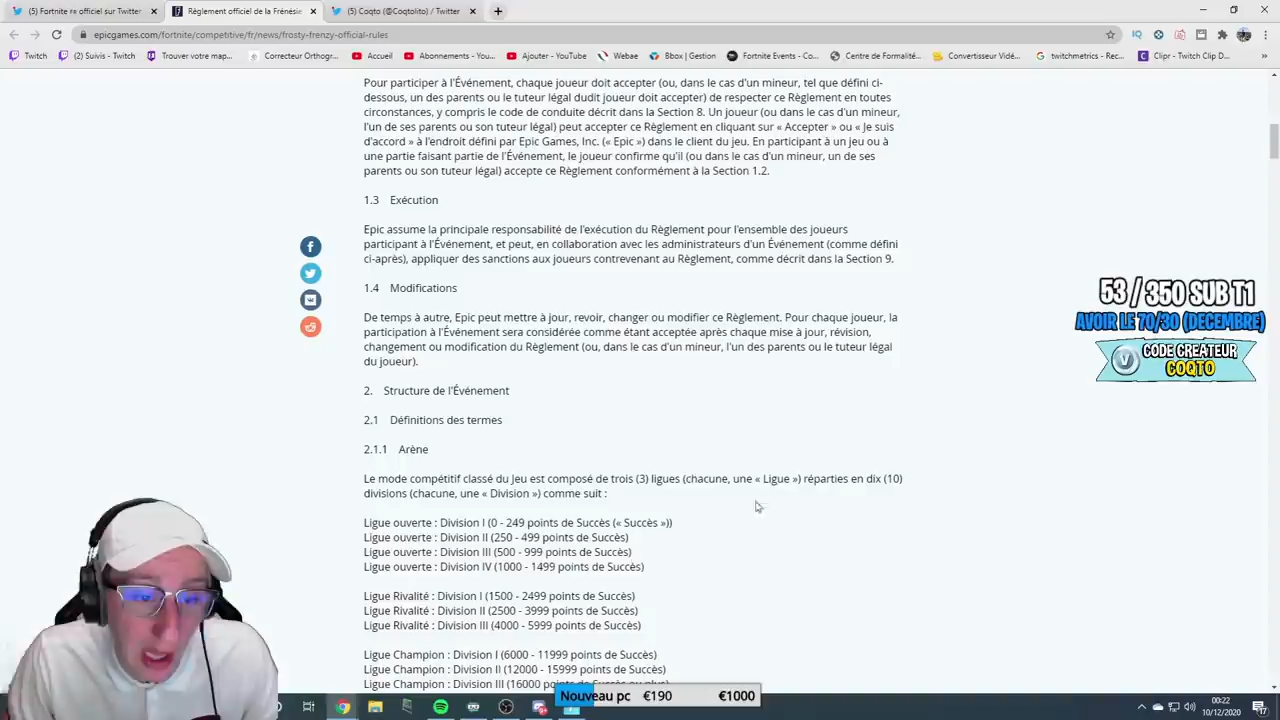 (5) Fortnite FR officiel sur Twitter
Règlement officiel de la Frénésie
(5) Coqto (@Coqtolito) / Twitter
epicgames.com/fortnite/competitive/fr/news/frosty-frenzy-official-rules
Twitch
(2) Suivis - Twitch
Trouver votre map...
Correcteur Orthogr...
Accueil
Abonnements - You...
Ajouter - YouTube
Webae
Bbox | Gestion
Fortnite Events - Co...
Centre de Formalité...
Convertisseur Vidé...
twitchmetrics - Rec...
Clipr - Twitch Clip D...
Pour participer à l'Événement, chaque joueur doit accepter (ou, dans le cas d'un mineur, tel que défini ci-
dessous, un des parents ou le tuteur légal dudit joueur doit accepter) de respecter ce Règlement en toutes
circonstances, y compris le code de conduite décrit dans la Section 8. Un joueur (ou dans le cas d'un mineur,
l'un de ses parents ou son tuteur légal) peut accepter ce Règlement en cliquant sur « Accepter » ou « Je suis
d'accord » à l'endroit défini par Epic Games, Inc. (« Epic ») dans le client du jeu. En participant à un jeu ou à
une partie faisant partie de l'Événement, le joueur confirme qu'il (ou dans le cas d'un mineur, un de ses
parents ou son tuteur légal) accepte ce Règlement conformément à la Section 1.2.
1.3 Exécution
Epic assume la principale responsabilité de l'exécution du Règlement pour l'ensemble des joueurs
participant à l'Événement, et peut, en collaboration avec les administrateurs d'un Événement (comme défini
ci-après), appliquer des sanctions aux joueurs contrevenant au Règlement, comme décrit dans la Section 9.
1.4 Modifications
De temps à autre, Epic peut mettre à jour, revoir, changer ou modifier ce Règlement. Pour chaque joueur, la
participation à l'Événement sera considérée comme étant acceptée après chaque mise à jour, révision,
changement ou modification du Règlement (ou, dans le cas d'un mineur, l'un des parents ou le tuteur légal
du joueur).
2. Structure de l'Événement
2.1 Définitions des termes
2.1.1 Arène
Le mode compétitif classé du Jeu est composé de trois (3) ligues (chacune, une « Ligue ») réparties en dix (10)
divisions (chacune, une « Division ») comme suit :
Ligue ouverte : Division I (0 - 249 points de Succès (« Succès »))
Ligue ouverte : Division II (250 - 499 points de Succès)
Ligue ouverte : Division III (500 - 999 points de Succès)
Ligue ouverte : Division IV (1000 - 1499 points de Succès)
Ligue Rivalité : Division I (1500 - 2499 points de Succès)
Ligue Rivalité : Division II (2500 - 3999 points de Succès)
Ligue Rivalité : Division III (4000 - 5999 points de Succès)
Ligue Champion : Division I (6000 - 11999 points de Succès)
Ligue Champion : Division II (12000 - 15999 points de Succès)
Ligue Champion : Division III (16000 points de Succès ou plus)
53 / 350 SUB T1
AVOIR LE 70/30 (DECEMBRE)
CODE CREATEUR
COQTO
Nouveau pc €190 €1000
00:22
10/12/2020